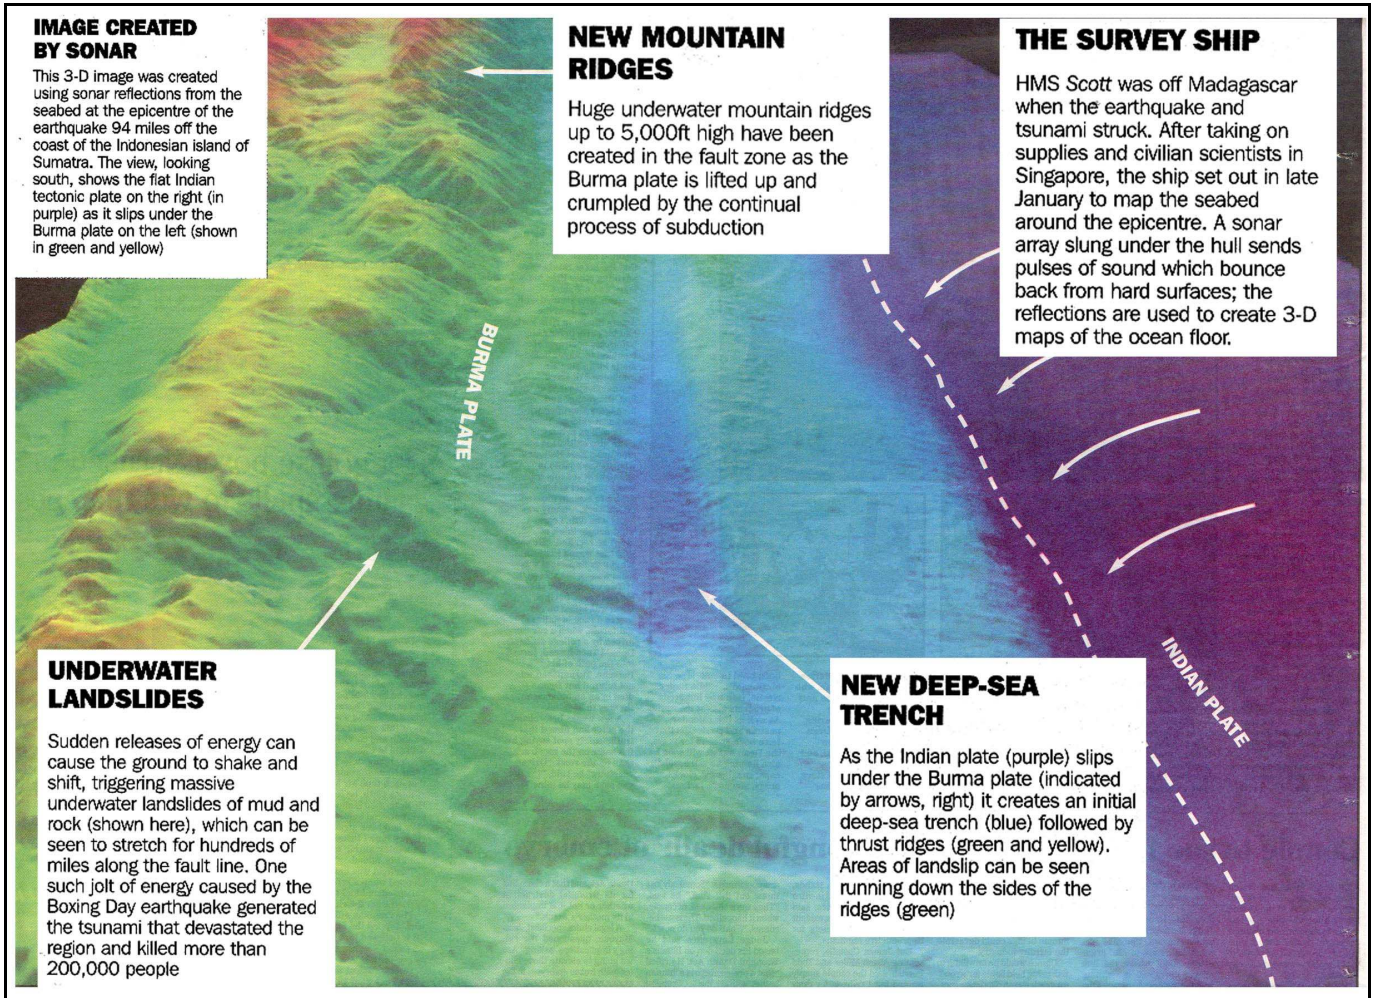 IMAGE CREATED
BY SONAR
This 3-D image was created
using sonar reflections from the
seabed at the epicentre of the
earthquake 94 miles off the
coast of the Indonesian island of
Sumatra. The view, looking
south, shows the flat Indian
tectonic plate on the right (in
purple) as it slips under the
Burma plate on the left (shown
in green and yellow)
NEW MOUNTAIN
RIDGES
Huge underwater mountain ridges
up to 5,000ft high have been
created in the fault zone as the
Burma plate is lifted up and
crumpled by the continual
process of subduction
THE SURVEY SHIP
HMS Scott was off Madagascar
when the earthquake and
tsunami struck. After taking on
supplies and civilian scientists in
Singapore, the ship set out in late
January to map the seabed
around the epicentre. A sonar
array slung under the hull sends
pulses of sound which bounce
back from hard surfaces; the
reflections are used to create 3-D
maps of the ocean floor.
BURMA PLATE
INDIAN PLATE
UNDERWATER
LANDSLIDES
Sudden releases of energy can
cause the ground to shake and
shift, triggering massive
underwater landslides of mud and
rock (shown here), which can be
seen to stretch for hundreds of
miles along the fault line. One
such jolt of energy caused by the
Boxing Day earthquake generated
the tsunami that devastated the
region and killed more than
200,000 people
NEW DEEP-SEA
TRENCH
As the Indian plate (purple) slips
under the Burma plate (indicated
by arrows, right) it creates an initial
deep-sea trench (blue) followed by
thrust ridges (green and yellow).
Areas of landslip can be seen
running down the sides of the
ridges (green)